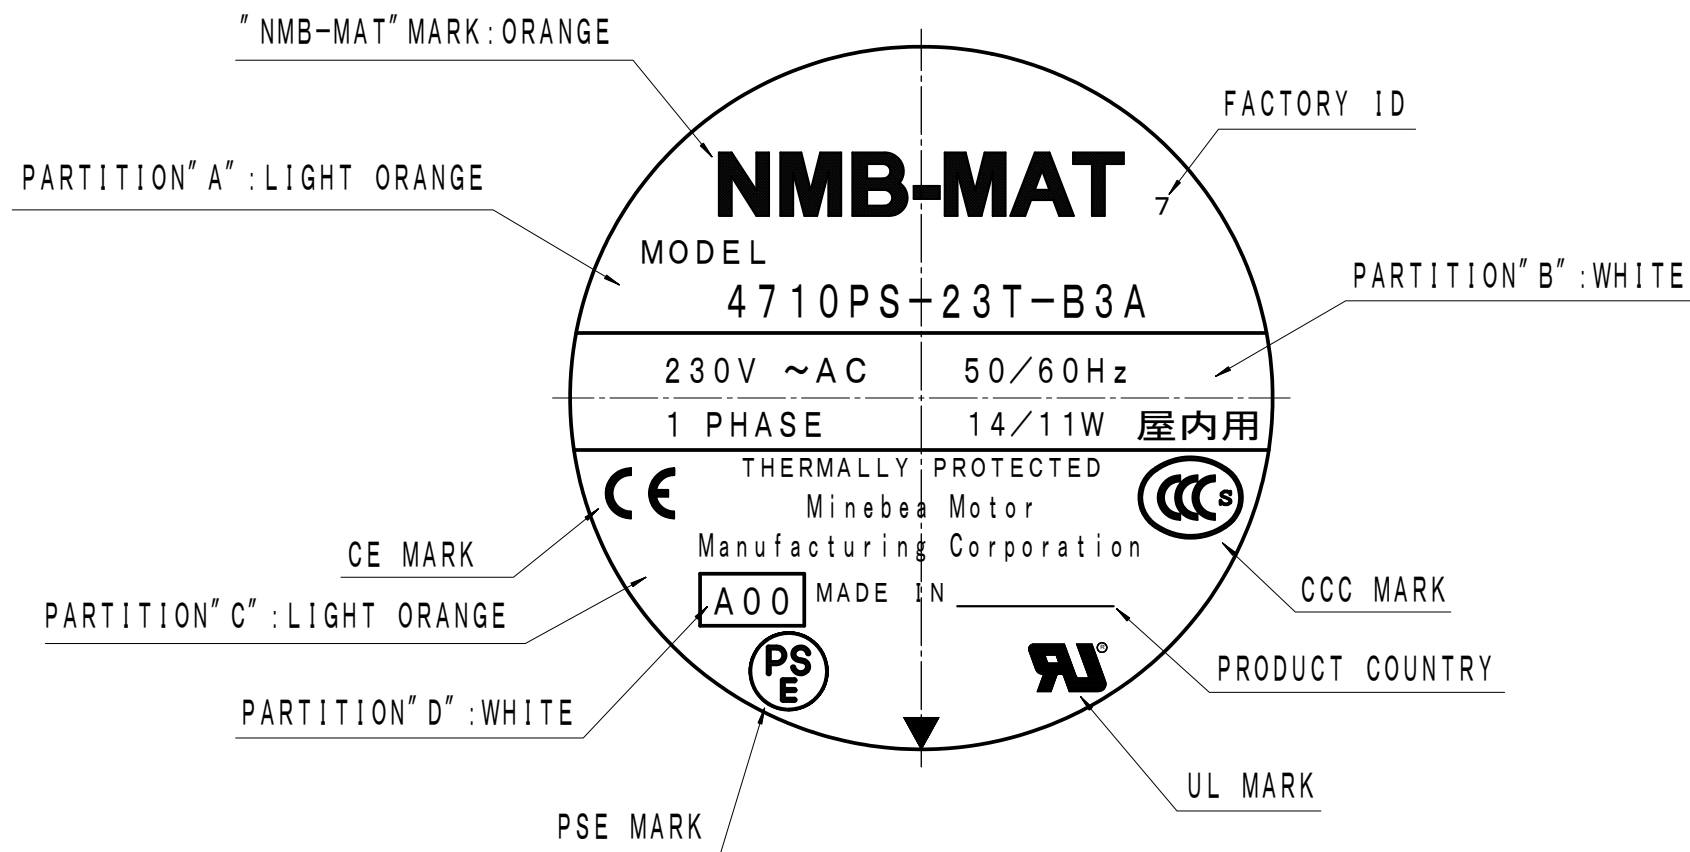 "NMB-MAT" MARK:ORANGE
FACTORY ID
PARTITION"A":LIGHT ORANGE
NMB-MAT
7
MODEL
4710PS-23T-B3A
PARTITION"B":WHITE
230V ~AC 50/60Hz
1 PHASE 14/11W 屋内用
THERMALLY PROTECTED
CE
Minebea Motor
CCC S
Manufacturing Corporation
CE MARK
CCC MARK
PARTITION"C":LIGHT ORANGE
A00 MADE IN
PS
E
RU ®
PRODUCT COUNTRY
PARTITION"D":WHITE
UL MARK
PSE MARK